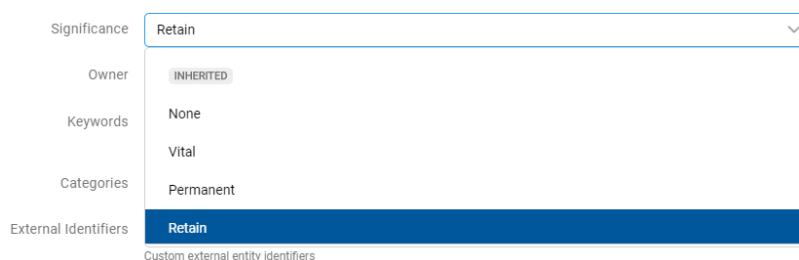 Significance Retain
Owner INHERITED
Keywords None
Vital
Categories Permanent
External Identifiers Retain
Custom external entity identifiers